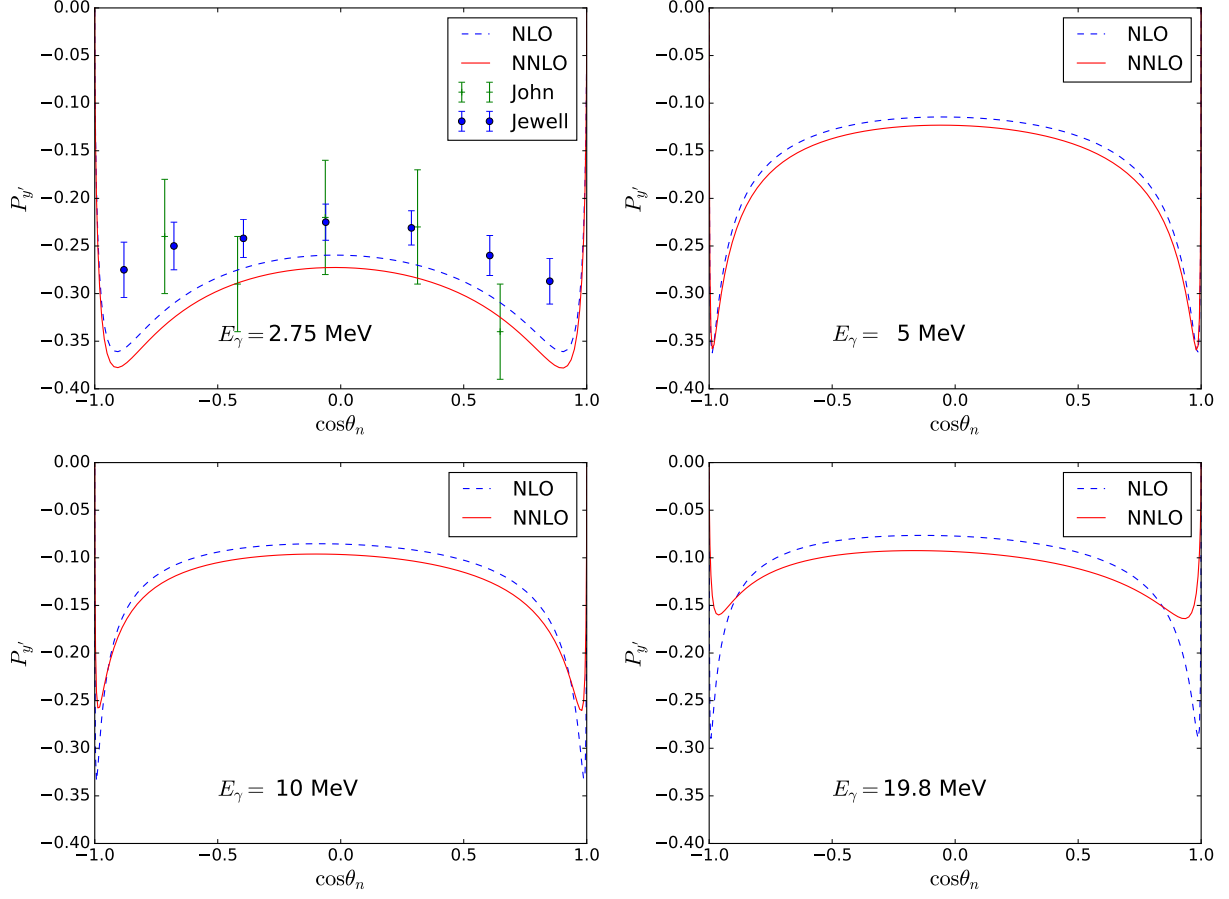 0.00
−0.05
−0.10
−0.15
−0.20
−0.25
−0.30
−0.35
−0.40
P_y′
NLO
NNLO
John
Jewell
E_γ = 2.75 MeV
−1.0 −0.5 0.0 0.5 1.0
cosθ_n
0.00
−0.05
−0.10
−0.15
−0.20
−0.25
−0.30
−0.35
−0.40
P_y′
NLO
NNLO
E_γ = 5 MeV
−1.0 −0.5 0.0 0.5 1.0
cosθ_n
0.00
−0.05
−0.10
−0.15
−0.20
−0.25
−0.30
−0.35
−0.40
P_y′
NLO
NNLO
E_γ = 10 MeV
−1.0 −0.5 0.0 0.5 1.0
cosθ_n
0.00
−0.05
−0.10
−0.15
−0.20
−0.25
−0.30
−0.35
−0.40
P_y′
NLO
NNLO
E_γ = 19.8 MeV
−1.0 −0.5 0.0 0.5 1.0
cosθ_n